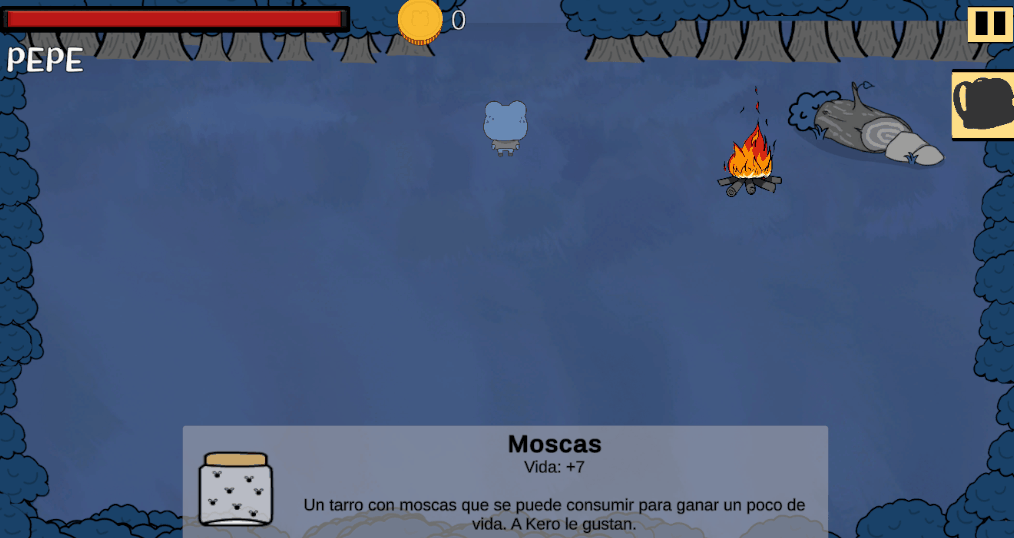 0
PEPE
Moscas
Vida: +7
Un tarro con moscas que se puede consumir para ganar un poco de
vida. A Kero le gustan.